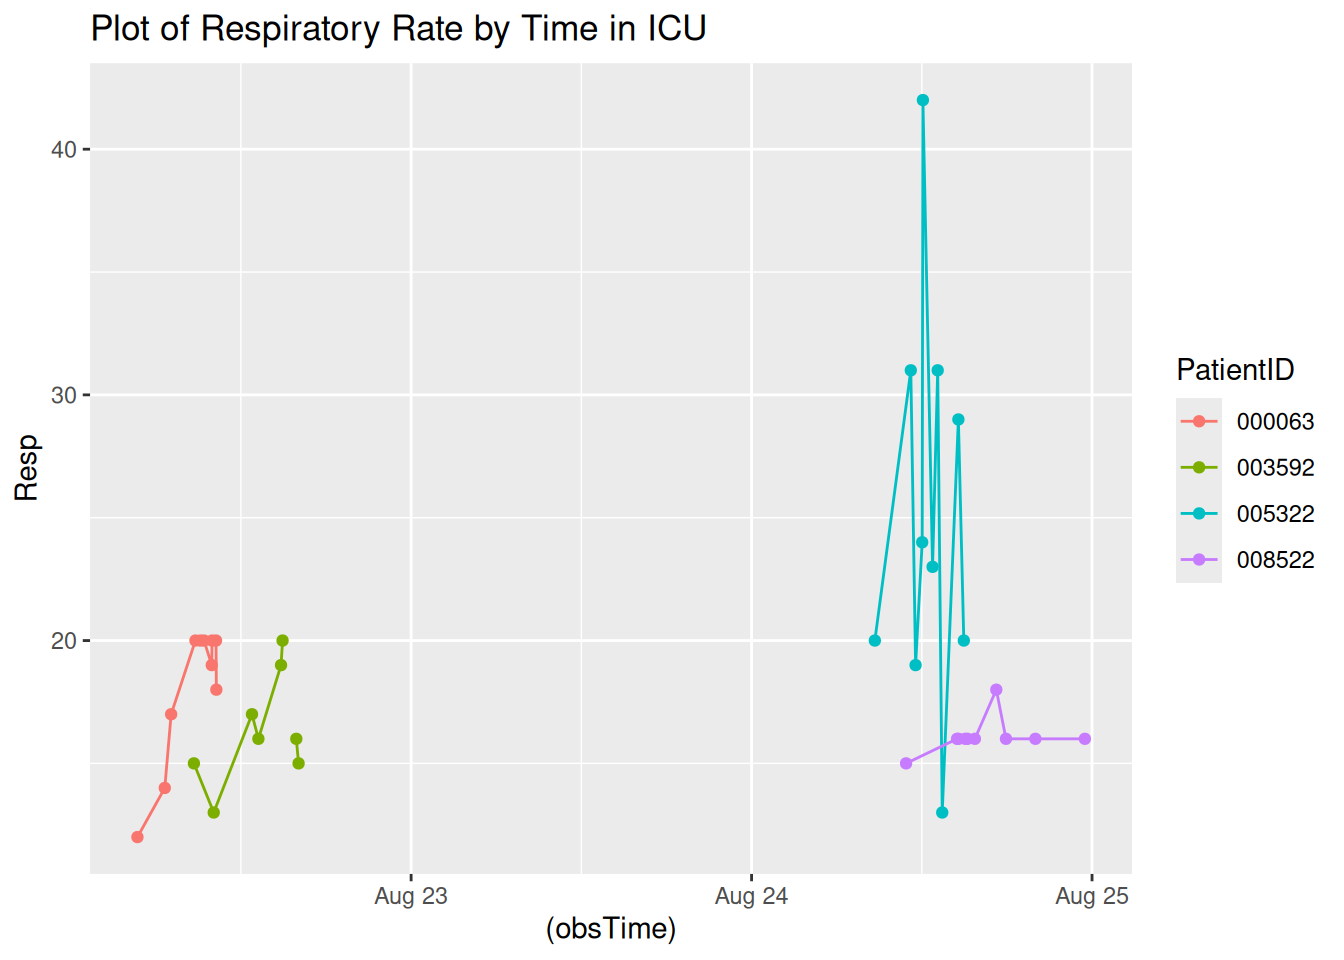 Plot of Respiratory Rate by Time in ICU
Resp
40
30
20
Aug 23
Aug 24
Aug 25
(obsTime)
PatientID
000063
003592
005322
008522